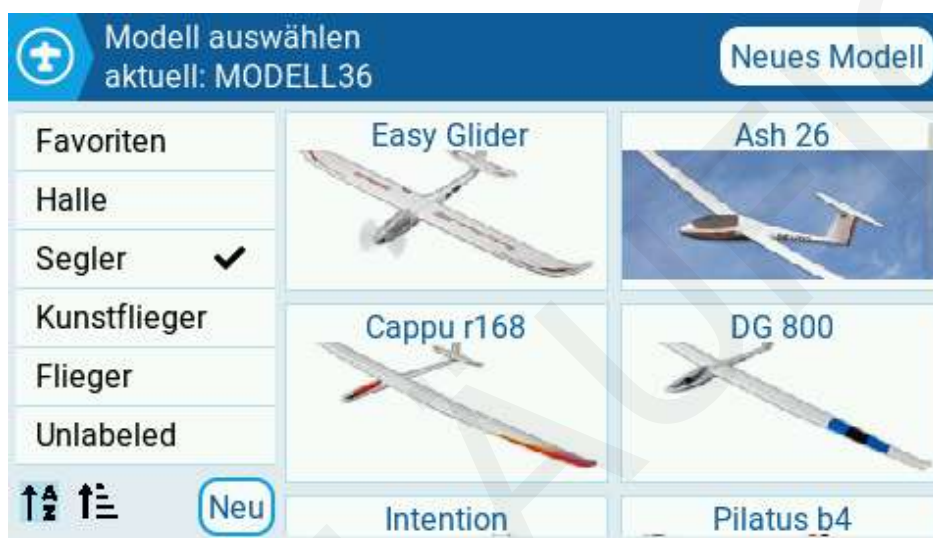 Modell auswählen
aktuell: MODELL36
Neues Modell
Favoriten
Halle
Segler
Kunstflieger
Flieger
Unlabeled
Neu
Easy Glider
Ash 26
Cappu r168
DG 800
Intention
Pilatus b4